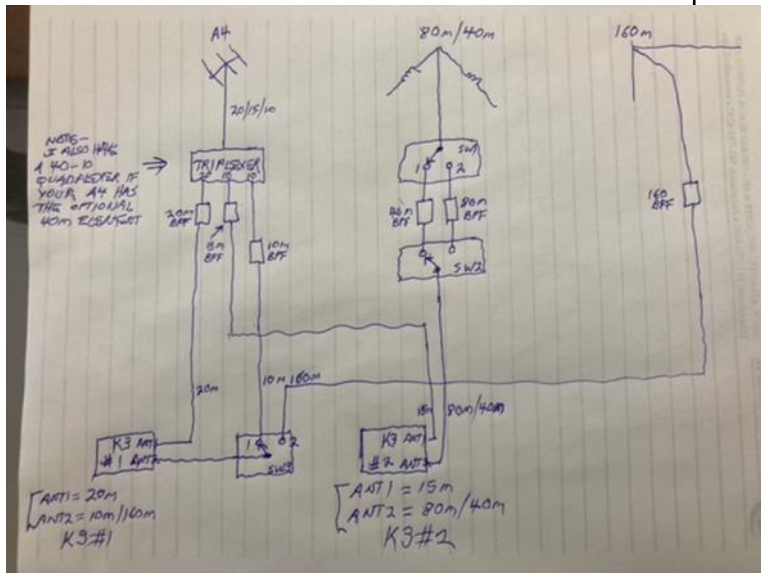 A4
80m/40m
160m
20/15/10
NOTE-
I ALSO HAVE
A 40-10
QUADPLEXER IF
YOUR A4 HAS
THE OPTIONAL
40M ELEMENT
TRIPLEXER
20 15 10
SW1
1 2
20m
BPF
15m
BPF
10m
BPF
40m
BPF
80m
BPF
160
BPF
SW2
20m
10m
160m
15m
80m/40m
K3 ANT1
#1 ANT2
1 2
SW3
K3 ANT1
#2 ANT2
ANT1 = 20m
ANT2 = 10m/160m
K3#1
ANT1 = 15m
ANT2 = 80m/40m
K3#2